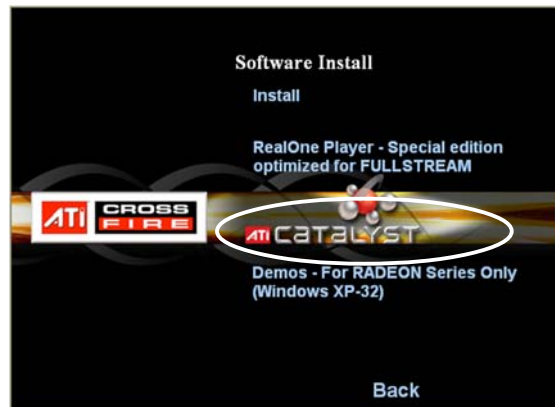 Software Install
Install
RealOne Player - Special edition
optimized for FULLSTREAM
ATI CROSS
FIRE
ATI CATALYST
Demos - For RADEON Series Only
(Windows XP-32)
Back